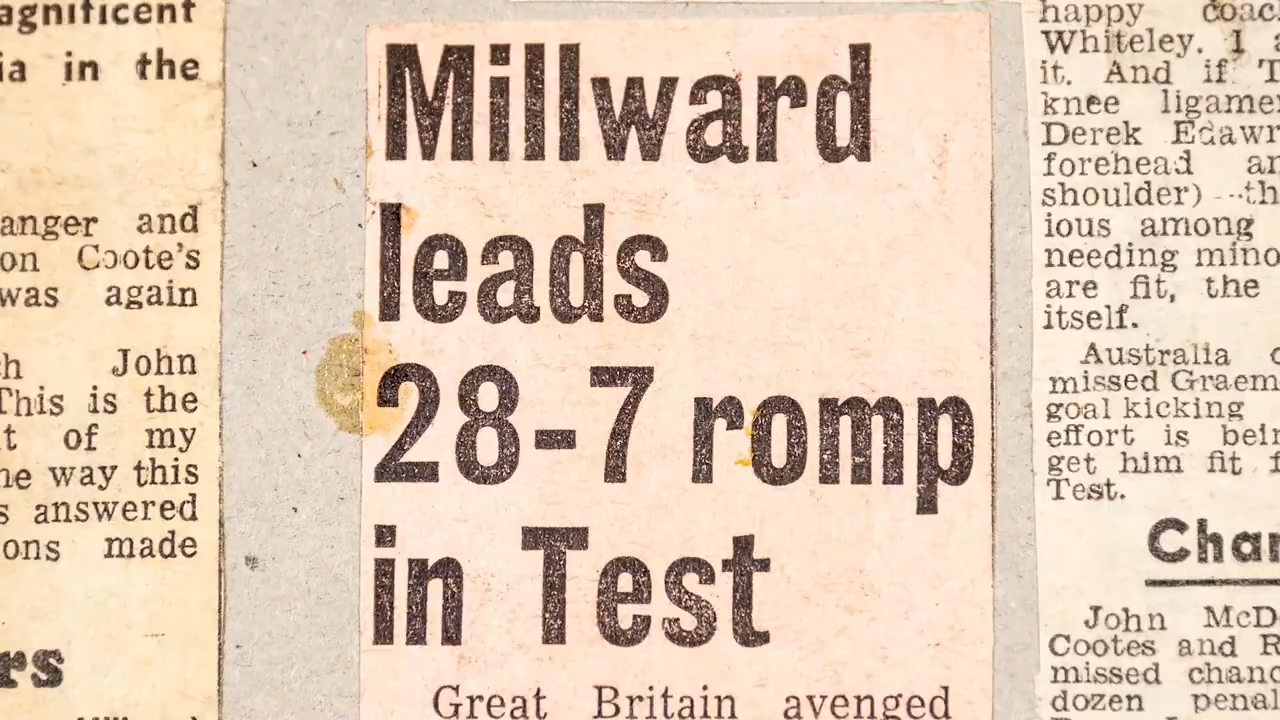 agnificent
ia in the
anger and
on Coote's
was again
ch John
This is the
t of my
he way this
s answered
ons made
rs
Millward
leads
28-7 romp
in Test
Great Britain avenged
happy coac
Whiteley. I a
it. And if T
knee ligame
Derek Edawr
forehead an
shoulder) --th
ious among
needing mino
are fit, the
itself.
Australia c
missed Graem
goal kicking
effort is bein
get him fit f
Test.
Char
John McD
Cootes and R
missed chanc
dozen penal